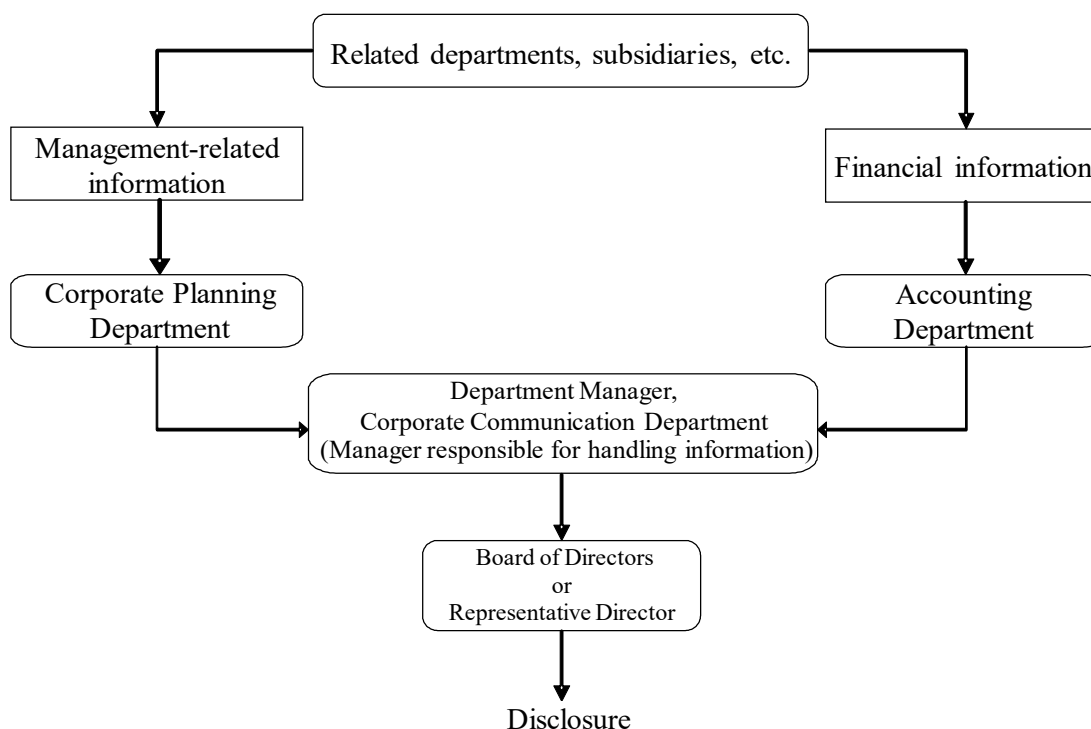 Related departments, subsidiaries, etc.
Management-related
information
Financial information
Corporate Planning
Department
Accounting
Department
Department Manager,
Corporate Communication Department
(Manager responsible for handling information)
Board of Directors
or
Representative Director
Disclosure